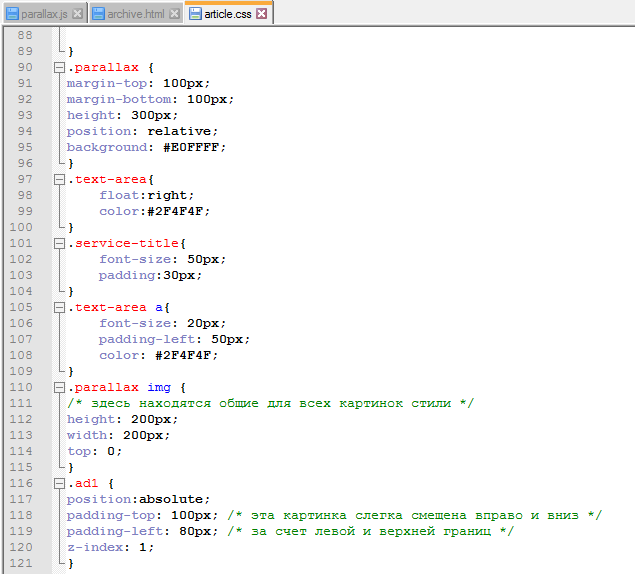 parallax.js archive.html article.css
88
89 }
90 .parallax {
91 margin-top: 100px;
92 margin-bottom: 100px;
93 height: 300px;
94 position: relative;
95 background: #E0FFFF;
96 }
97 .text-area{
98 float:right;
99 color:#2F4F4F;
100 }
101 .service-title{
102 font-size: 50px;
103 padding:30px;
104 }
105 .text-area a{
106 font-size: 20px;
107 padding-left: 50px;
108 color: #2F4F4F;
109 }
110 .parallax img {
111 /* здесь находятся общие для всех картинок стили */
112 height: 200px;
113 width: 200px;
114 top: 0;
115 }
116 .ad1 {
117 position:absolute;
118 padding-top: 100px; /* эта картинка слегка смешена вправо и вниз */
119 padding-left: 80px; /* за счет левой и верхней границ */
120 z-index: 1;
121 }